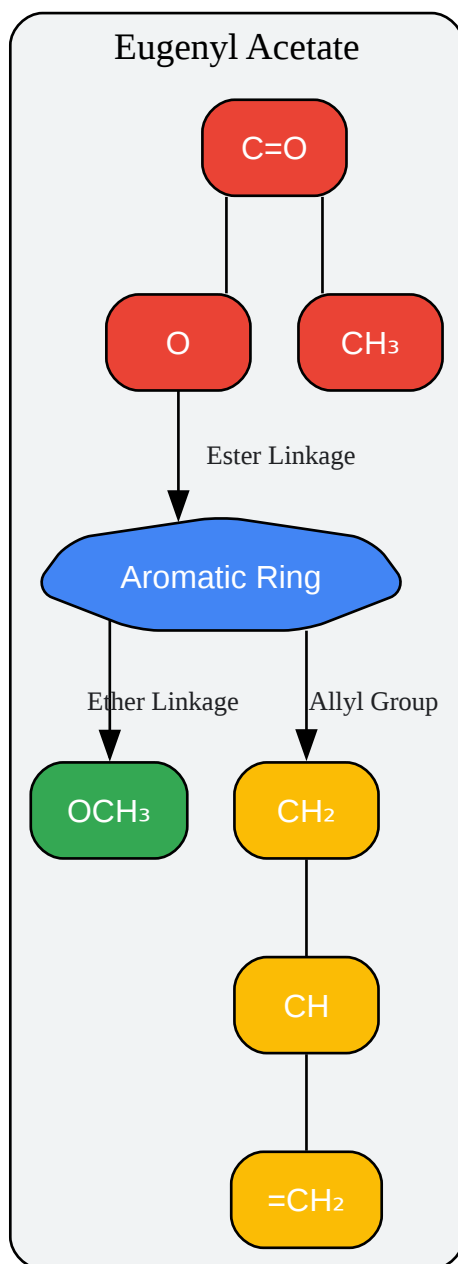 Eugenyl Acetate
C=O
O
CH₃
Ester Linkage
Aromatic Ring
Ether Linkage
Allyl Group
OCH₃
CH₂
CH
=CH₂